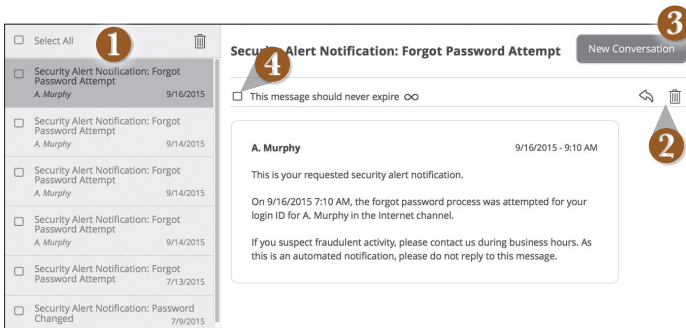 Select All
1
Security Alert Notification: Forgot
Password Attempt
A. Murphy 9/16/2015
Security Alert Notification: Forgot
Password Attempt
A. Murphy 9/14/2015
Security Alert Notification: Forgot
Password Attempt
A. Murphy 9/14/2015
Security Alert Notification: Forgot
Password Attempt
A. Murphy 9/14/2015
Security Alert Notification: Forgot
Password Attempt 7/13/2015
Security Alert Notification: Password
Changed 7/9/2015
Security Alert Notification: Forgot Password Attempt
New Conversation
3
4
This message should never expire
2
A. Murphy 9/16/2015 - 9:10 AM
This is your requested security alert notification.
On 9/16/2015 7:10 AM, the forgot password process was attempted for your
login ID for A. Murphy in the Internet channel.
If you suspect fraudulent activity, please contact us during business hours. As
this is an automated notification, please do not reply to this message.